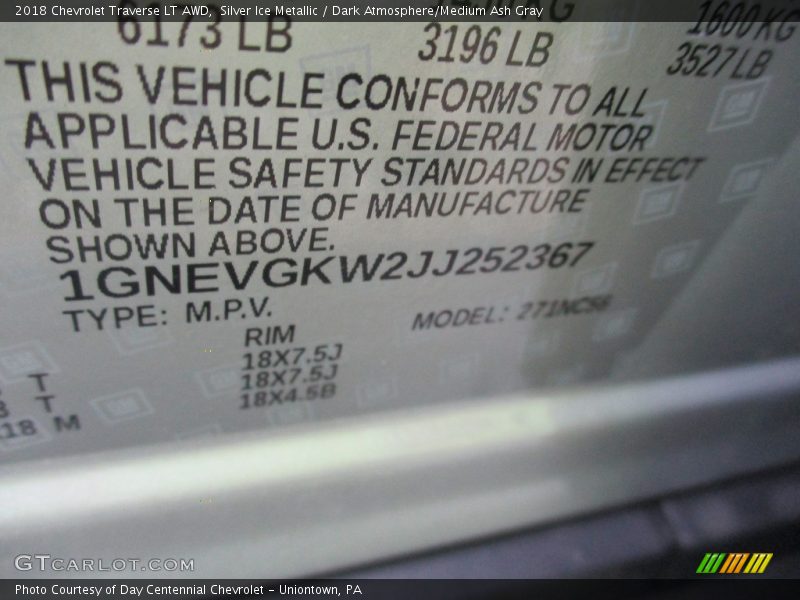 2018 Chevrolet Traverse LT AWD, Silver Ice Metallic / Dark Atmosphere/Medium Ash Gray
6173 LB 3196 LB 3527 LB
1600 KG
THIS VEHICLE CONFORMS TO ALL
APPLICABLE U.S. FEDERAL MOTOR
VEHICLE SAFETY STANDARDS IN EFFECT
ON THE DATE OF MANUFACTURE
SHOWN ABOVE.
1GNEVGKW2JJ252367
TYPE: M.P.V. MODEL: 271NC56
RIM
18X7.5J
T 18X7.5J
T 18X4.5B
18 M
GTCARLOT.COM
Photo Courtesy of Day Centennial Chevrolet - Uniontown, PA